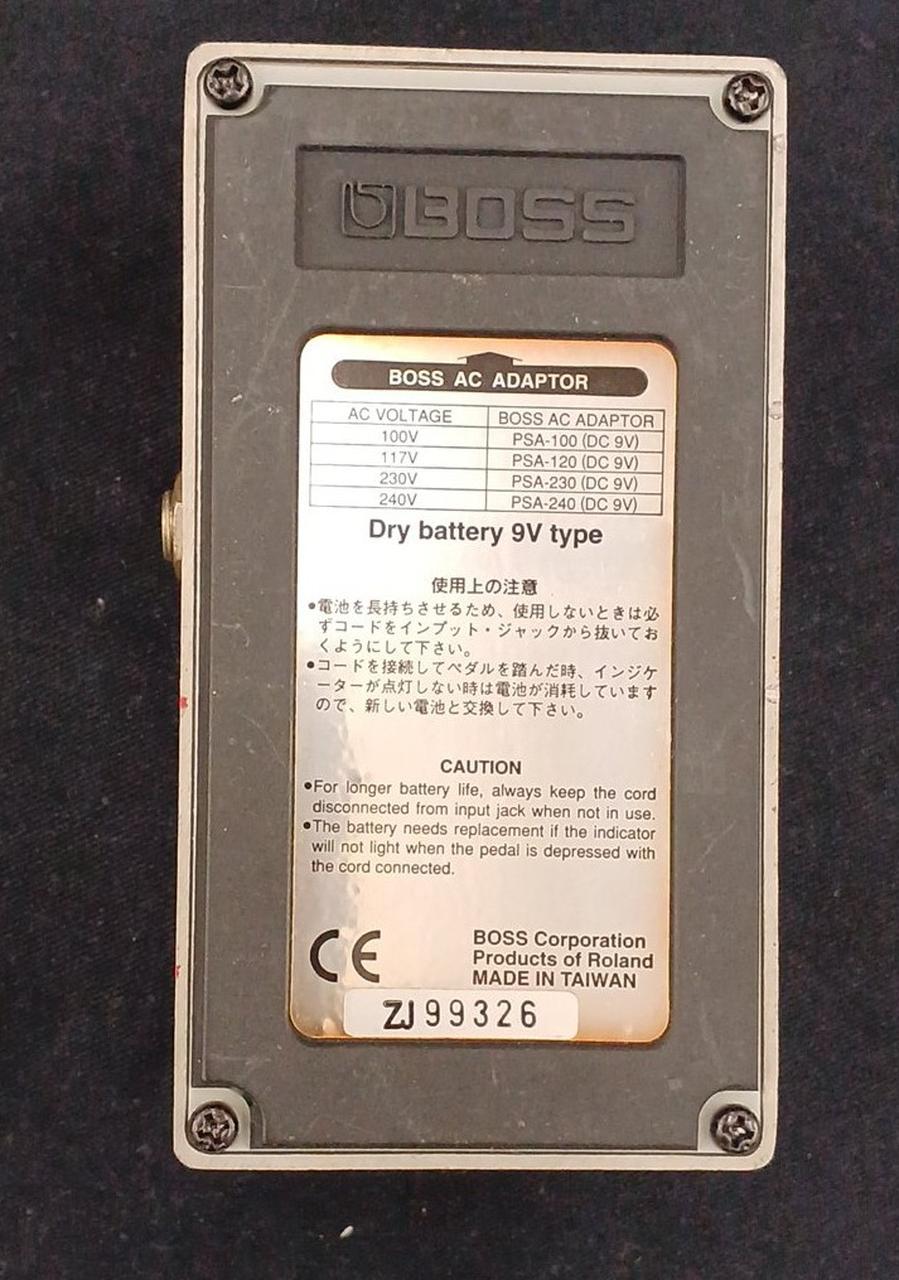 BOSS
BOSS AC ADAPTOR
AC VOLTAGE BOSS AC ADAPTOR
100V PSA-100 (DC 9V)
117V PSA-120 (DC 9V)
230V PSA-230 (DC 9V)
240V PSA-240 (DC 9V)
Dry battery 9V type
使用上の注意
●電池を長持ちさせるため、使用しないときは必
ずコードをインプット・ジャックから抜いてお
くようにして下さい。
●コードを接続してペダルを踏んだ時、インジケ
ーターが点灯しない時は電池が消耗しています
ので、新しい電池と交換して下さい。
CAUTION
●For longer battery life, always keep the cord
disconnected from input jack when not in use.
●The battery needs replacement if the indicator
will not light when the pedal is depressed with
the cord connected.
CE
BOSS Corporation
Products of Roland
MADE IN TAIWAN
ZJ99326